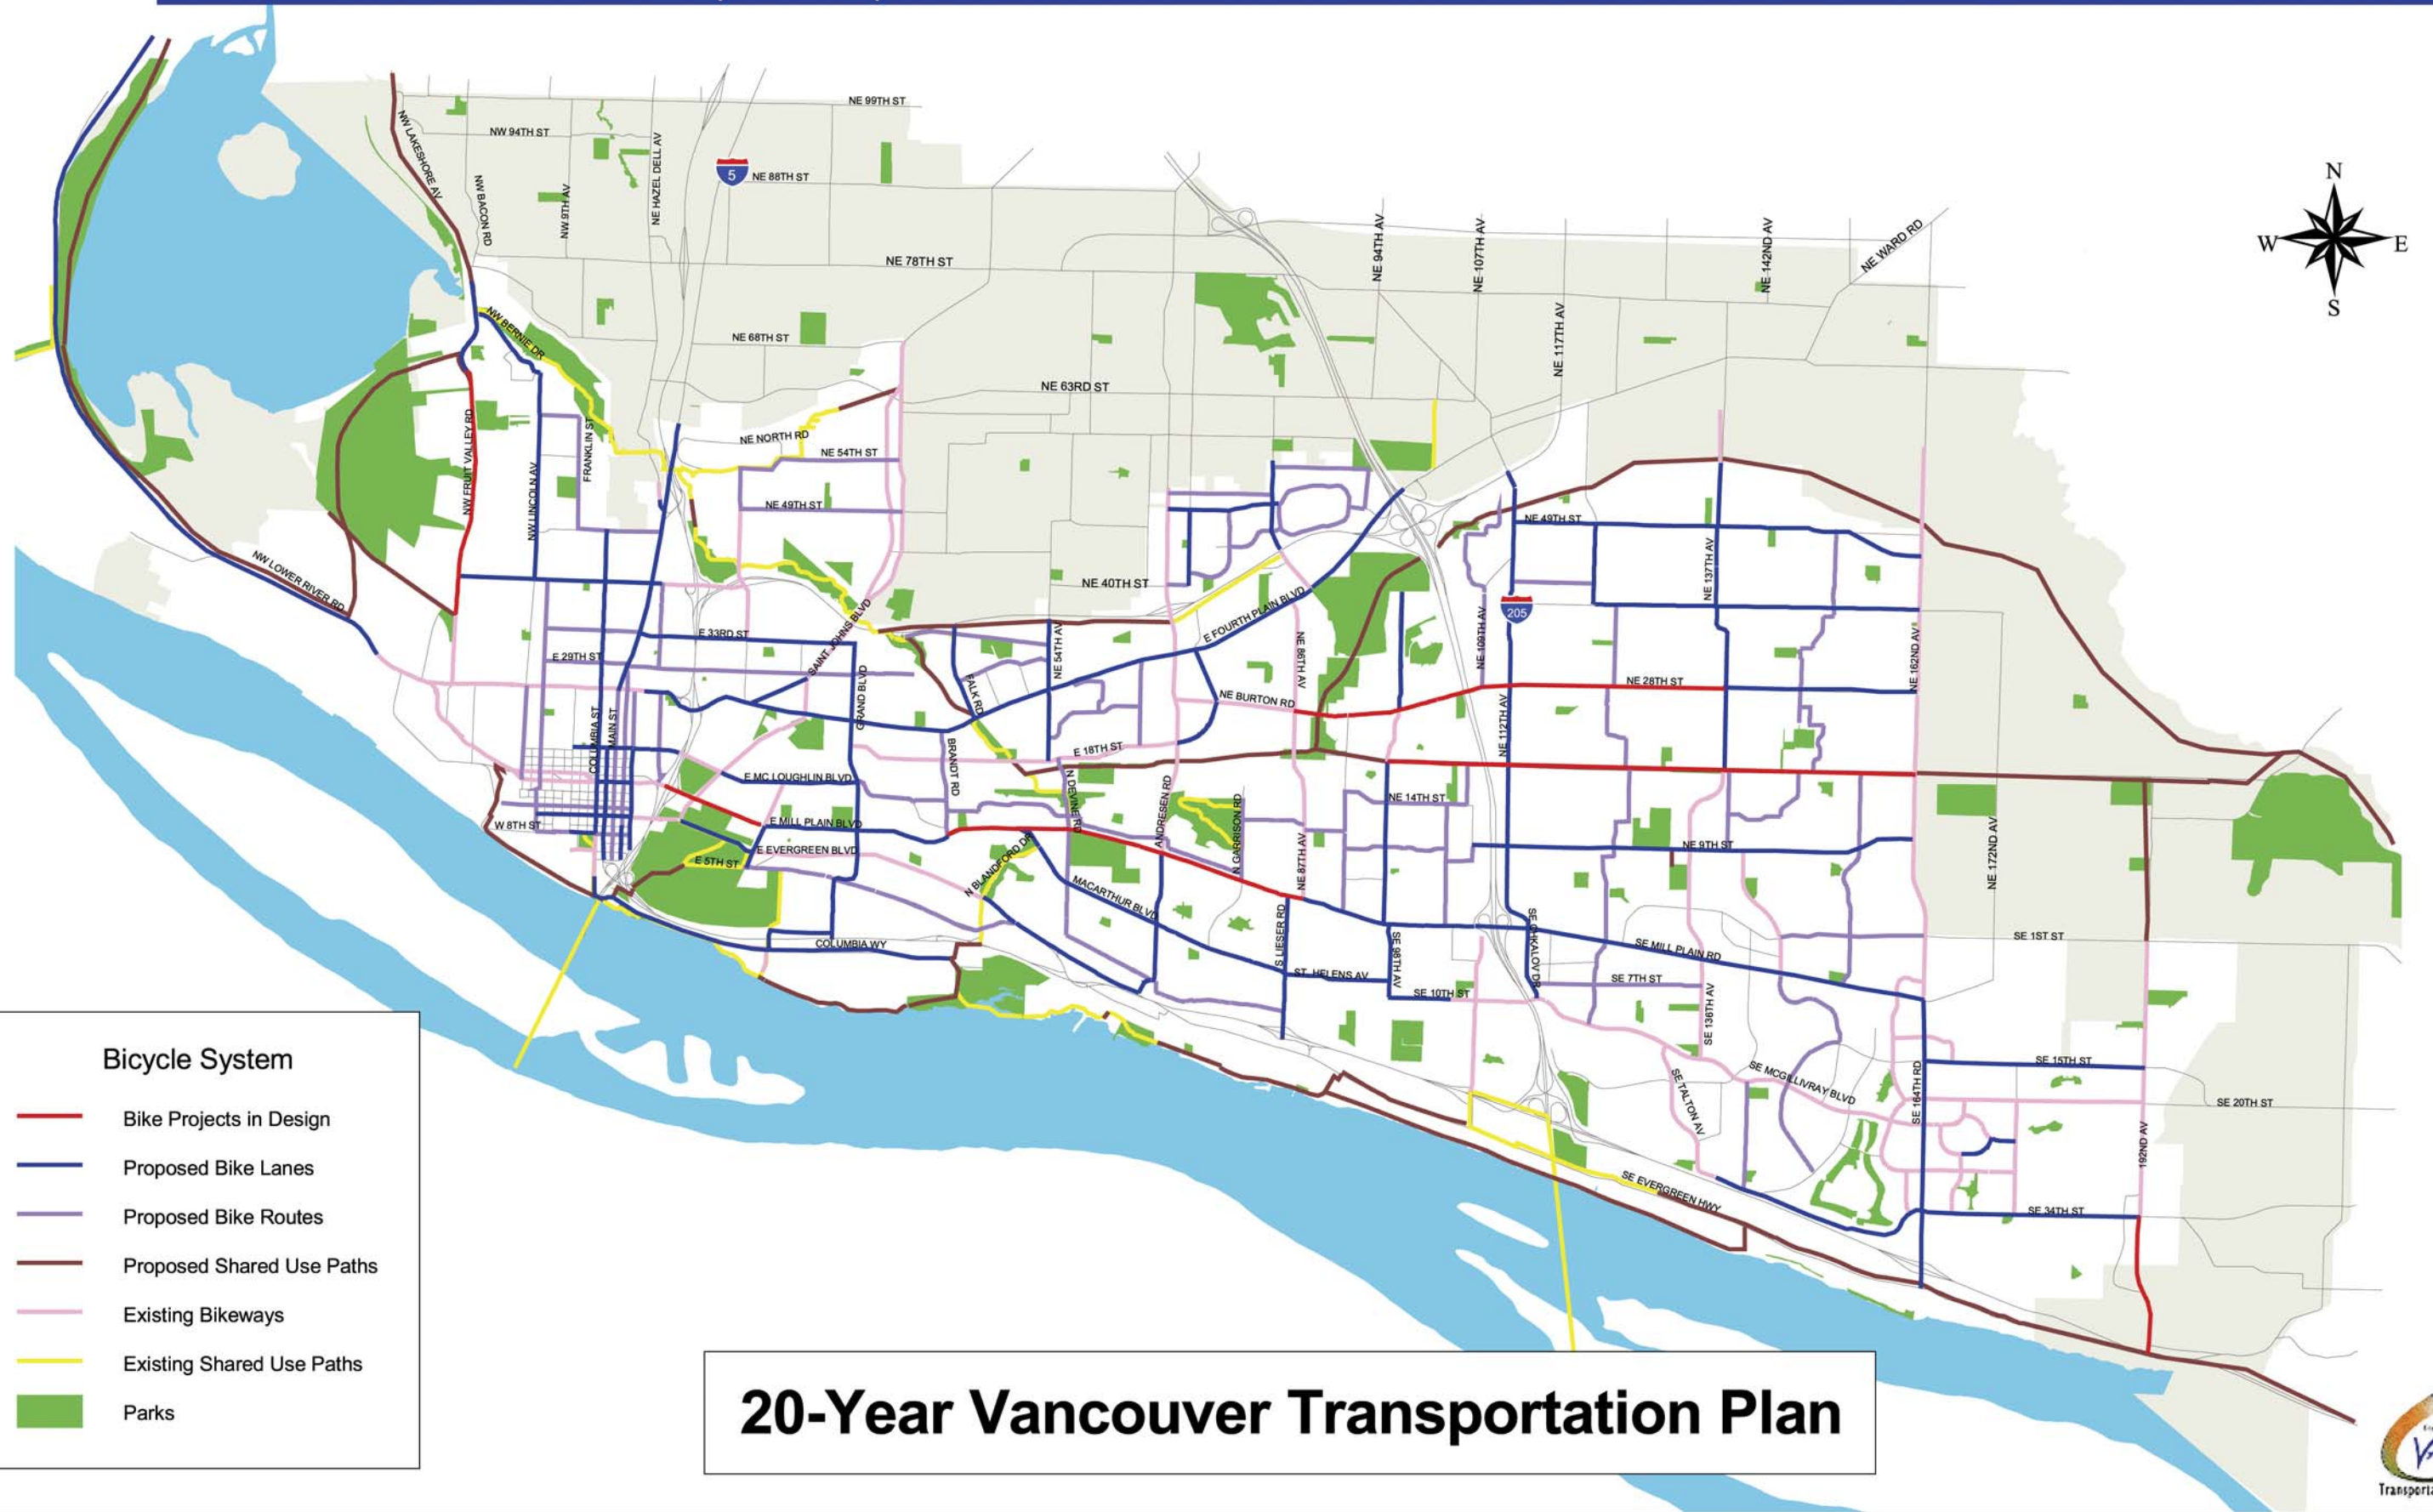 NE 99TH ST
NW 94TH ST
NW LAKESHORE AV
NW BACON RD
NW 9TH AV
NE HAZEL DELL AV
5
NE 88TH ST
NE 78TH ST
NE 94TH AV
NE 107TH AV
NE 117TH AV
NE 142ND AV
NE WARD RD
N
W
E
S
NW BERNIE DR
NE 68TH ST
NE 63RD ST
NW FRUIT VALLEY RD
NW LINCOLN AV
FRANKLIN ST
NE NORTH RD
NE 54TH ST
NE 49TH ST
NE 49TH ST
NE 137TH AV
NW LOWER RIVER RD
NE 40TH ST
E FOURTH PLAIN BLVD
205
NE 109TH AV
NE 162ND AV
E 33RD ST
E 29TH ST
SAINT JOHNS BLVD
GRAND BLVD
FALK RD
NE 54TH AV
NE 86TH AV
NE BURTON RD
NE 28TH ST
NE 112TH AV
COLUMBIA ST
MAIN ST
E 18TH ST
BRANDT RD
E MC LOUGHLIN BLVD
N DEVINE RD
ANDRESEN RD
N GARRISON RD
NE 14TH ST
W 8TH ST
E MILL PLAIN BLVD
E EVERGREEN BLVD
E 5TH ST
N BLANDFORD DR
MACARTHUR BLVD
NE 87TH AV
NE 9TH ST
NE 172ND AV
COLUMBIA WY
S LIESER RD
ST. HELENS AV
SE 98TH AV
SE 10TH ST
SE CHKALOV DR
SE MILL PLAIN RD
SE 7TH ST
SE 1ST ST
SE 136TH AV
SE 15TH ST
SE MCGILLIVRAY BLVD
SE TALTON AV
SE 164TH RD
SE 20TH ST
192ND AV
SE EVERGREEN HWY
SE 34TH ST
Bicycle System
Bike Projects in Design
Proposed Bike Lanes
Proposed Bike Routes
Proposed Shared Use Paths
Existing Bikeways
Existing Shared Use Paths
Parks
20-Year Vancouver Transportation Plan